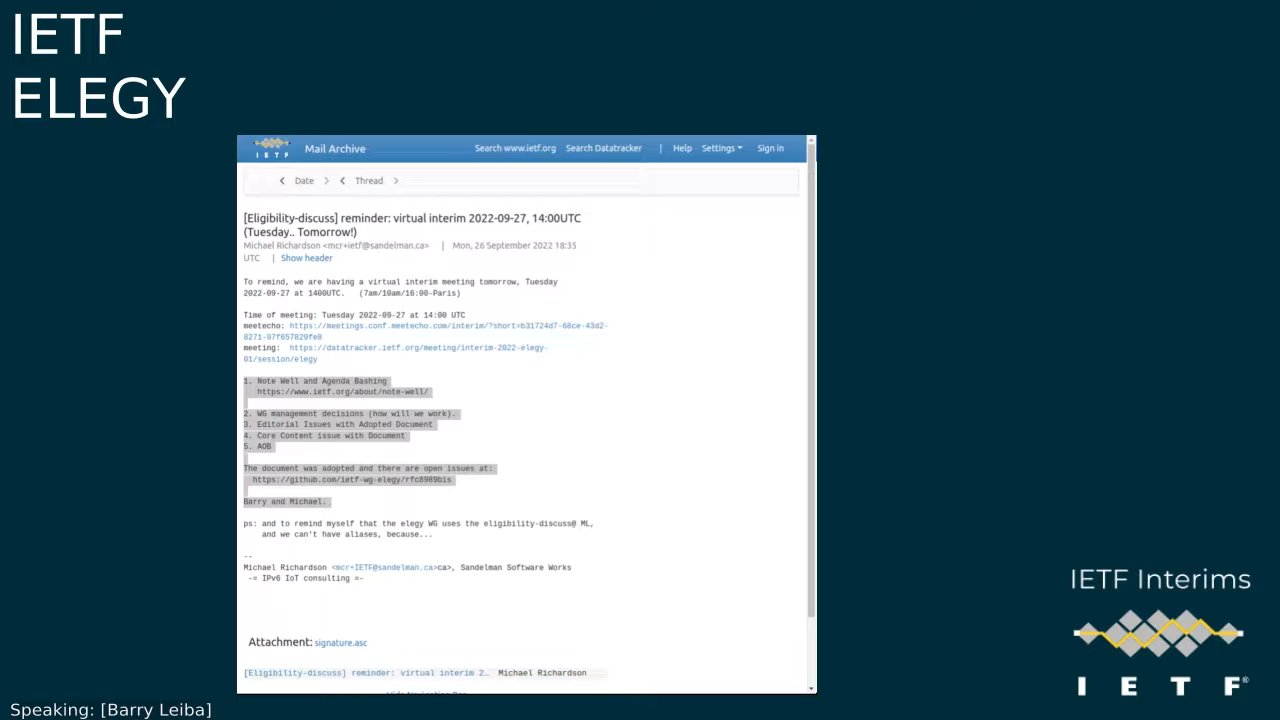 IETF
ELEGY
IETF
Mail Archive
Search www.ietf.org Search Datatracker | Help Settings Sign in
Date Thread
[Eligibility-discuss] reminder: virtual interim 2022-09-27, 14:00UTC
(Tuesday.. Tomorrow!)
Michael Richardson <mcr+ietf@sandelman.ca> | Mon, 26 September 2022 18:35
UTC | Show header
To remind, we are having a virtual interim meeting tomorrow, Tuesday
2022-09-27 at 1400UTC. (7am/10am/16:00-Paris)
Time of meeting: Tuesday 2022-09-27 at 14:00 UTC
meetecho: https://meetings.conf.meetecho.com/interim/?short=b31724d7-68ce-43d2-
8271-97f657829fe8
meeting: https://datatracker.ietf.org/meeting/interim-2022-elegy-
01/session/elegy
1. Note Well and Agenda Bashing
https://www.ietf.org/about/note-well/
2. WG management decisions (how will we work).
3. Editorial Issues with Adopted Document
4. Core Content issue with Document
5. AOB
The document was adopted and there are open issues at:
https://github.com/ietf-wg-elegy/rfc8989bis
Barry and Michael.
ps: and to remind myself that the elegy WG uses the eligibility-discuss@ ML,
and we can't have aliases, because...
--
Michael Richardson <mcr+IETF@sandelman.ca>ca>, Sandelman Software Works
-= IPv6 IoT consulting =-
Attachment: signature.asc
[Eligibility-discuss] reminder: virtual interim 2… Michael Richardson
IETF Interims
IETF®
Speaking: [Barry Leiba]